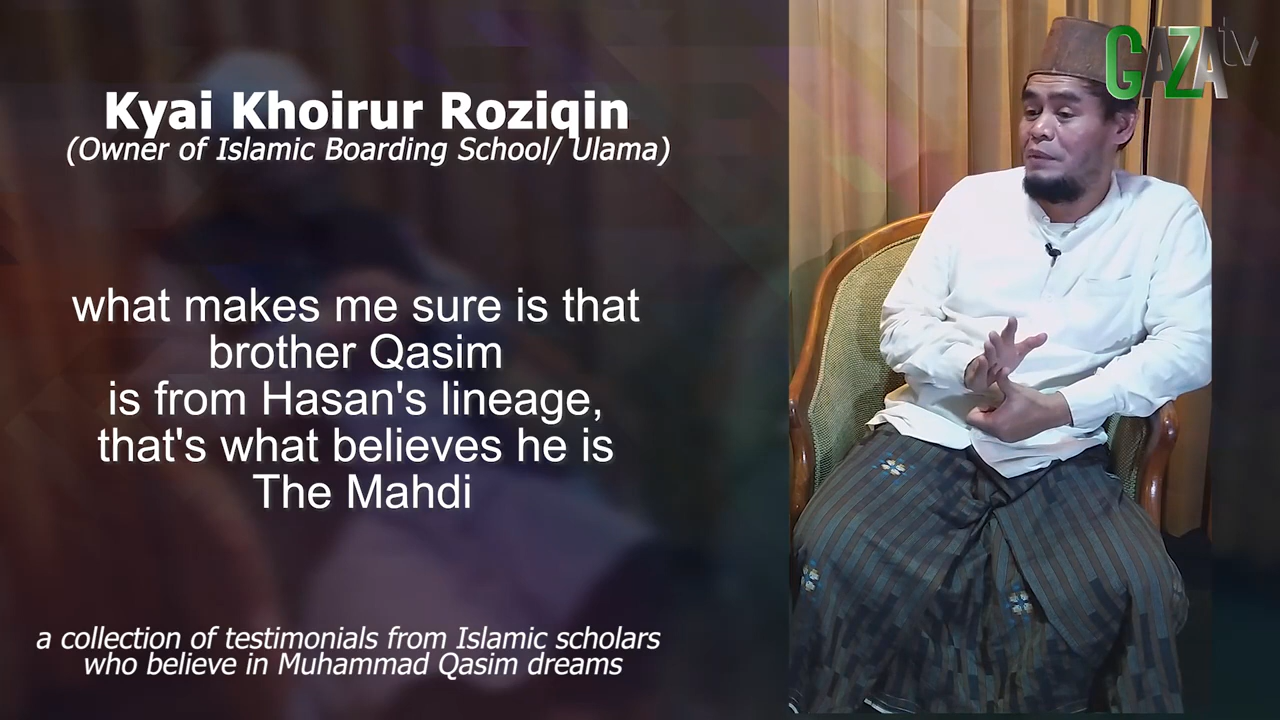 GAZAtv
Kyai Khoirur Roziqin
(Owner of Islamic Boarding School/ Ulama)
what makes me sure is that
brother Qasim
is from Hasan's lineage,
that's what believes he is
The Mahdi
a collection of testimonials from Islamic scholars
who believe in Muhammad Qasim dreams